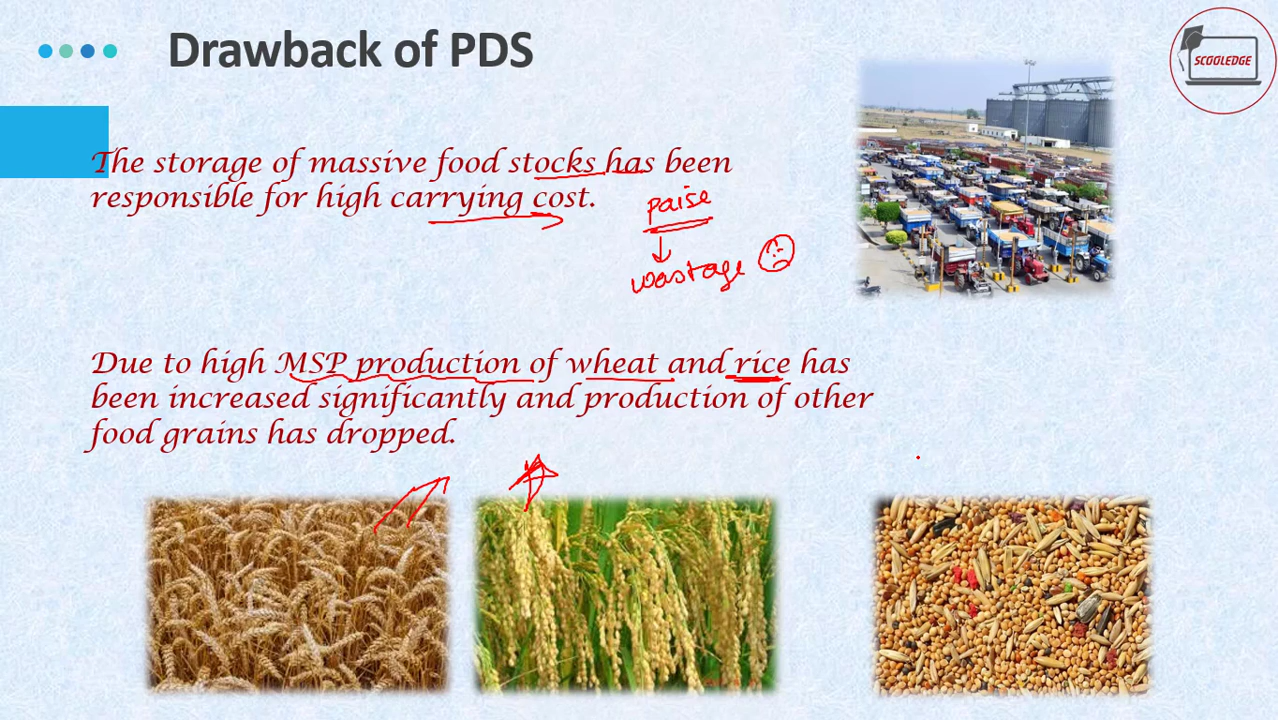 Drawback of PDS
SCOOLEDGE
The storage of massive food stocks has been
responsible for high carrying cost.
paise
wastage
Due to high MSP production of wheat and rice has
been increased significantly and production of other
food grains has dropped.